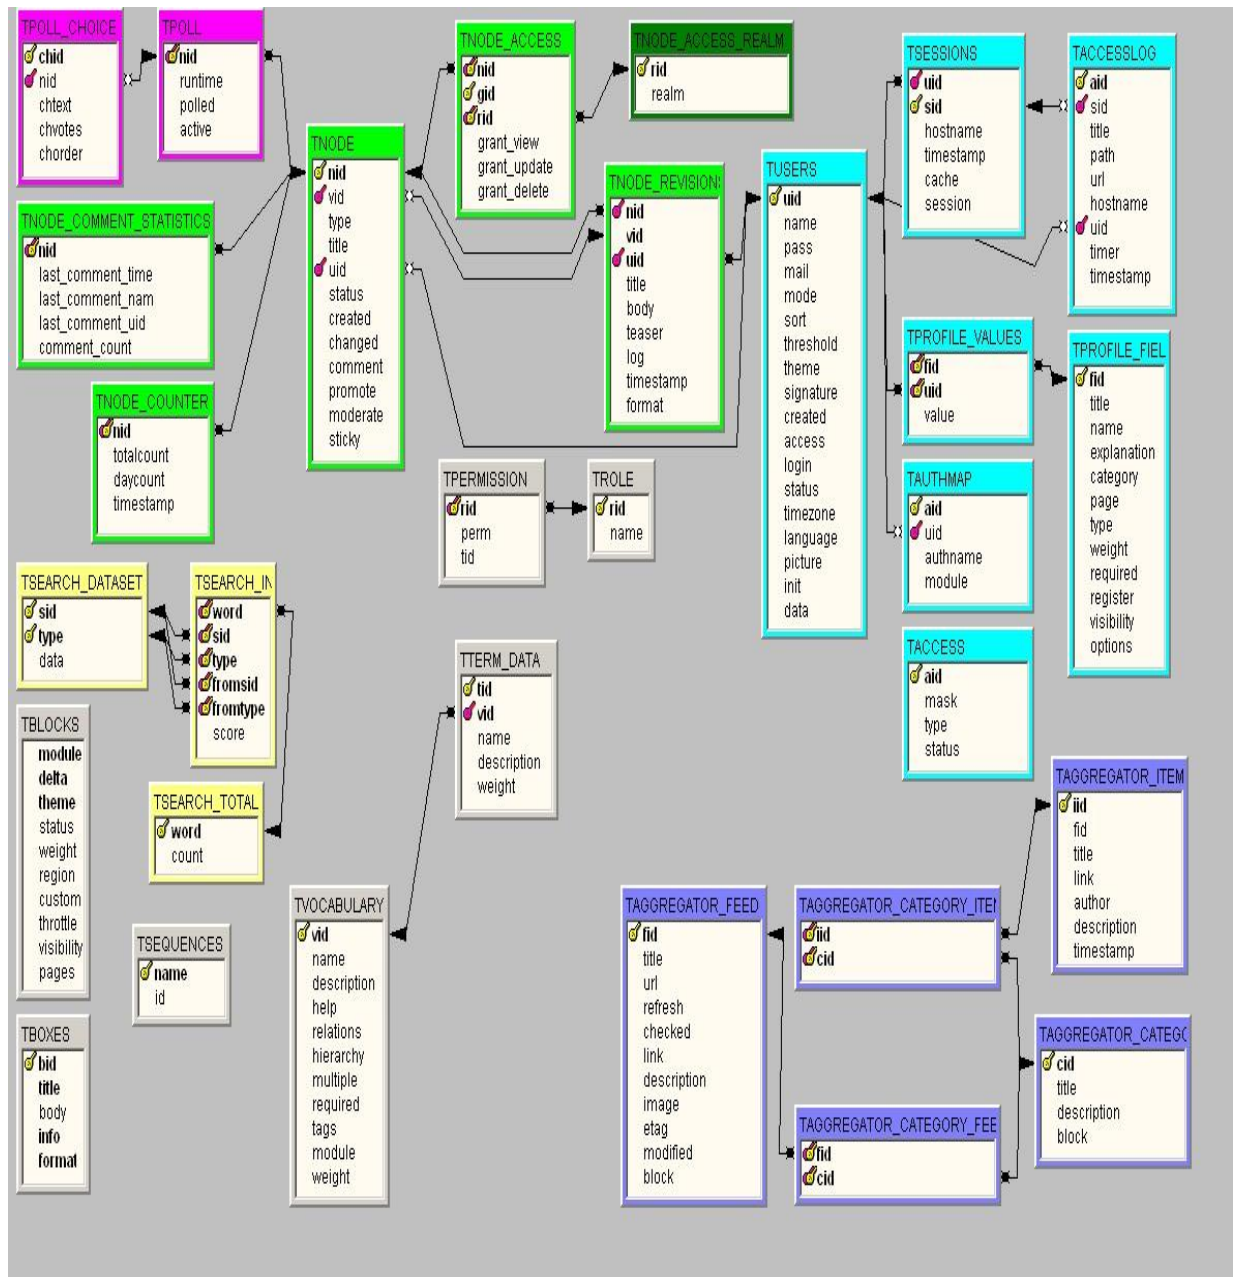 TPOLL_CHOICE
chid
nid
chtext
chvotes
chorder
TPOLL
nid
runtime
polled
active
TNODE_COMMENT_STATISTICS
nid
last_comment_time
last_comment_nam
last_comment_uid
comment_count
TNODE_COUNTER
nid
totalcount
daycount
timestamp
TNODE
nid
vid
type
title
uid
status
created
changed
comment
promote
moderate
sticky
TNODE_ACCESS
nid
gid
rid
grant_view
grant_update
grant_delete
TNODE_ACCESS_REALM
rid
realm
TNODE_REVISION
nid
vid
uid
title
body
teaser
log
timestamp
format
TUSERS
uid
name
pass
mail
mode
sort
threshold
theme
signature
created
access
login
status
timezone
language
picture
init
data
TSESSIONS
uid
sid
hostname
timestamp
cache
session
TACCESSLOG
aid
sid
title
path
url
hostname
uid
timer
timestamp
TPROFILE_VALUES
fid
uid
value
TPROFILE_FIEL
fid
title
name
explanation
category
page
type
weight
required
register
visibility
options
TAUTHMAP
aid
uid
authname
module
TACCESS
aid
mask
type
status
TPERMISSION
rid
perm
tid
TROLE
rid
name
TSEARCH_DATASET
sid
type
data
TSEARCH_IN
word
sid
type
fromsid
fromtype
score
TSEARCH_TOTAL
word
count
TBLOCKS
module
delta
theme
status
weight
region
custom
throttle
visibility
pages
TSEQUENCES
name
id
TBOXES
bid
title
body
info
format
TTERM_DATA
tid
vid
name
description
weight
TVOCABULARY
vid
name
description
help
relations
hierarchy
multiple
required
tags
module
weight
TAGGREGATOR_FEED
fid
title
url
refresh
checked
link
description
image
etag
modified
block
TAGGREGATOR_CATEGORY_ITEM
iid
cid
TAGGREGATOR_CATEGORY_FEE
fid
cid
TAGGREGATOR_ITEM
iid
fid
title
link
author
description
timestamp
TAGGREGATOR_CATEGO
cid
title
description
block